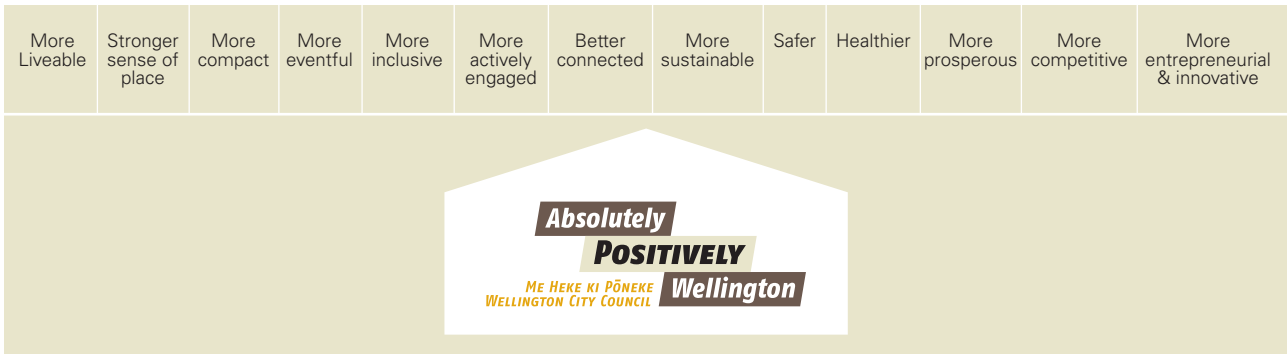 More
Liveable
Stronger
sense of
place
More
compact
More
eventful
More
inclusive
More
actively
engaged
Better
connected
More
sustainable
Safer
Healthier
More
prosperous
More
competitive
More
entrepreneurial
& innovative
Absolutely
POSITIVELY
ME HEKE KI PŌNEKE
WELLINGTON CITY COUNCIL
Wellington